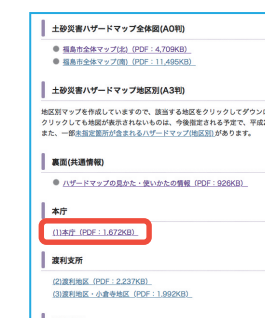 土砂災害ハザードマップ全体図(A0判)
福島市全体マップ(北)（PDF：4,709KB）
福島市全体マップ(南)（PDF：11,495KB）
土砂災害ハザードマップ地区別(A3判)
地区別マップを作成していますので、該当する地区をクリックしてダウン
クリックしても地図が表示されないものは、今後指定される予定で、平成
また、一部未指定箇所が含まれるハザードマップ(地区別)があります。
裏面(共通情報)
ハザードマップの見かた・使いかたの情報（PDF：926KB）
本庁
(1)本庁（PDF：1,672KB）
渡利支所
(2)渡利地区（PDF：2,237KB）
(3)渡利地区・小倉寺地区（PDF：1,992KB）